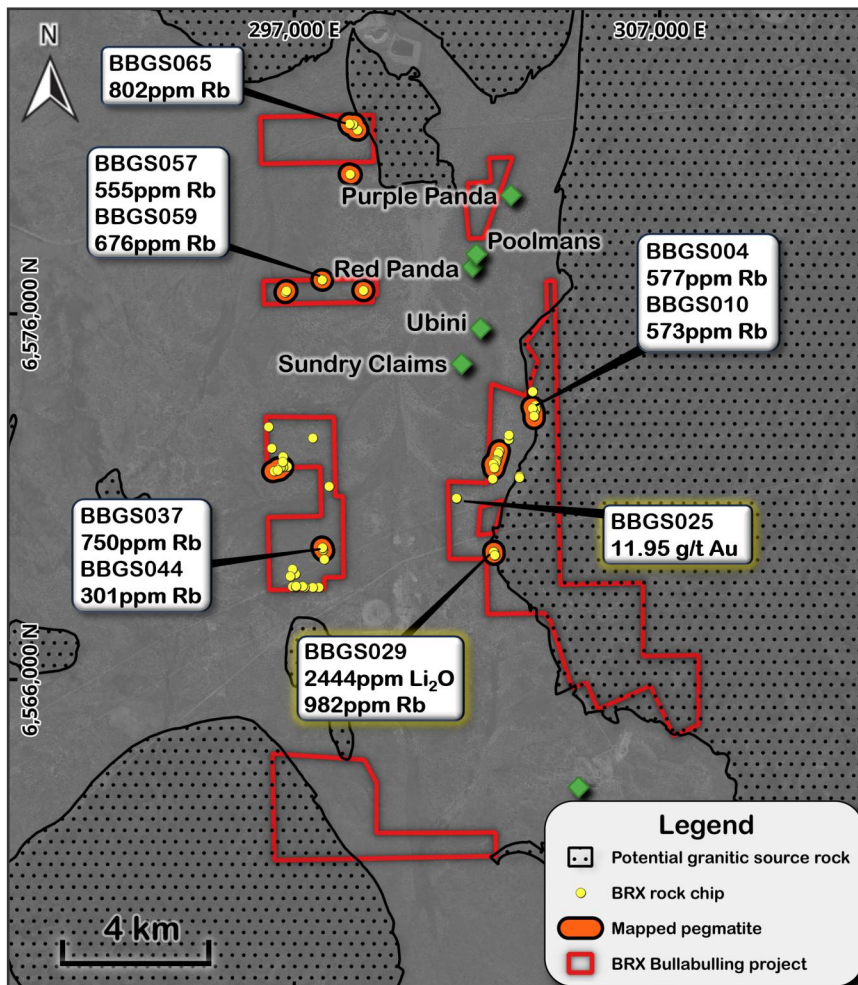 297,000 E
307,000 E
N
BBGS065
802ppm Rb
BBGS057
555ppm Rb
BBGS059
676ppm Rb
Purple Panda
Poolmans
Red Panda
BBGS004
577ppm Rb
BBGS010
573ppm Rb
6,576,000 N
Ubini
Sundry Claims
BBGS037
750ppm Rb
BBGS044
301ppm Rb
BBGS025
11.95 g/t Au
BBGS029
2444ppm Li₂O
982ppm Rb
6,566,000 N
4 km
Legend
Potential granitic source rock
BRX rock chip
Mapped pegmatite
BRX Bullabulling project